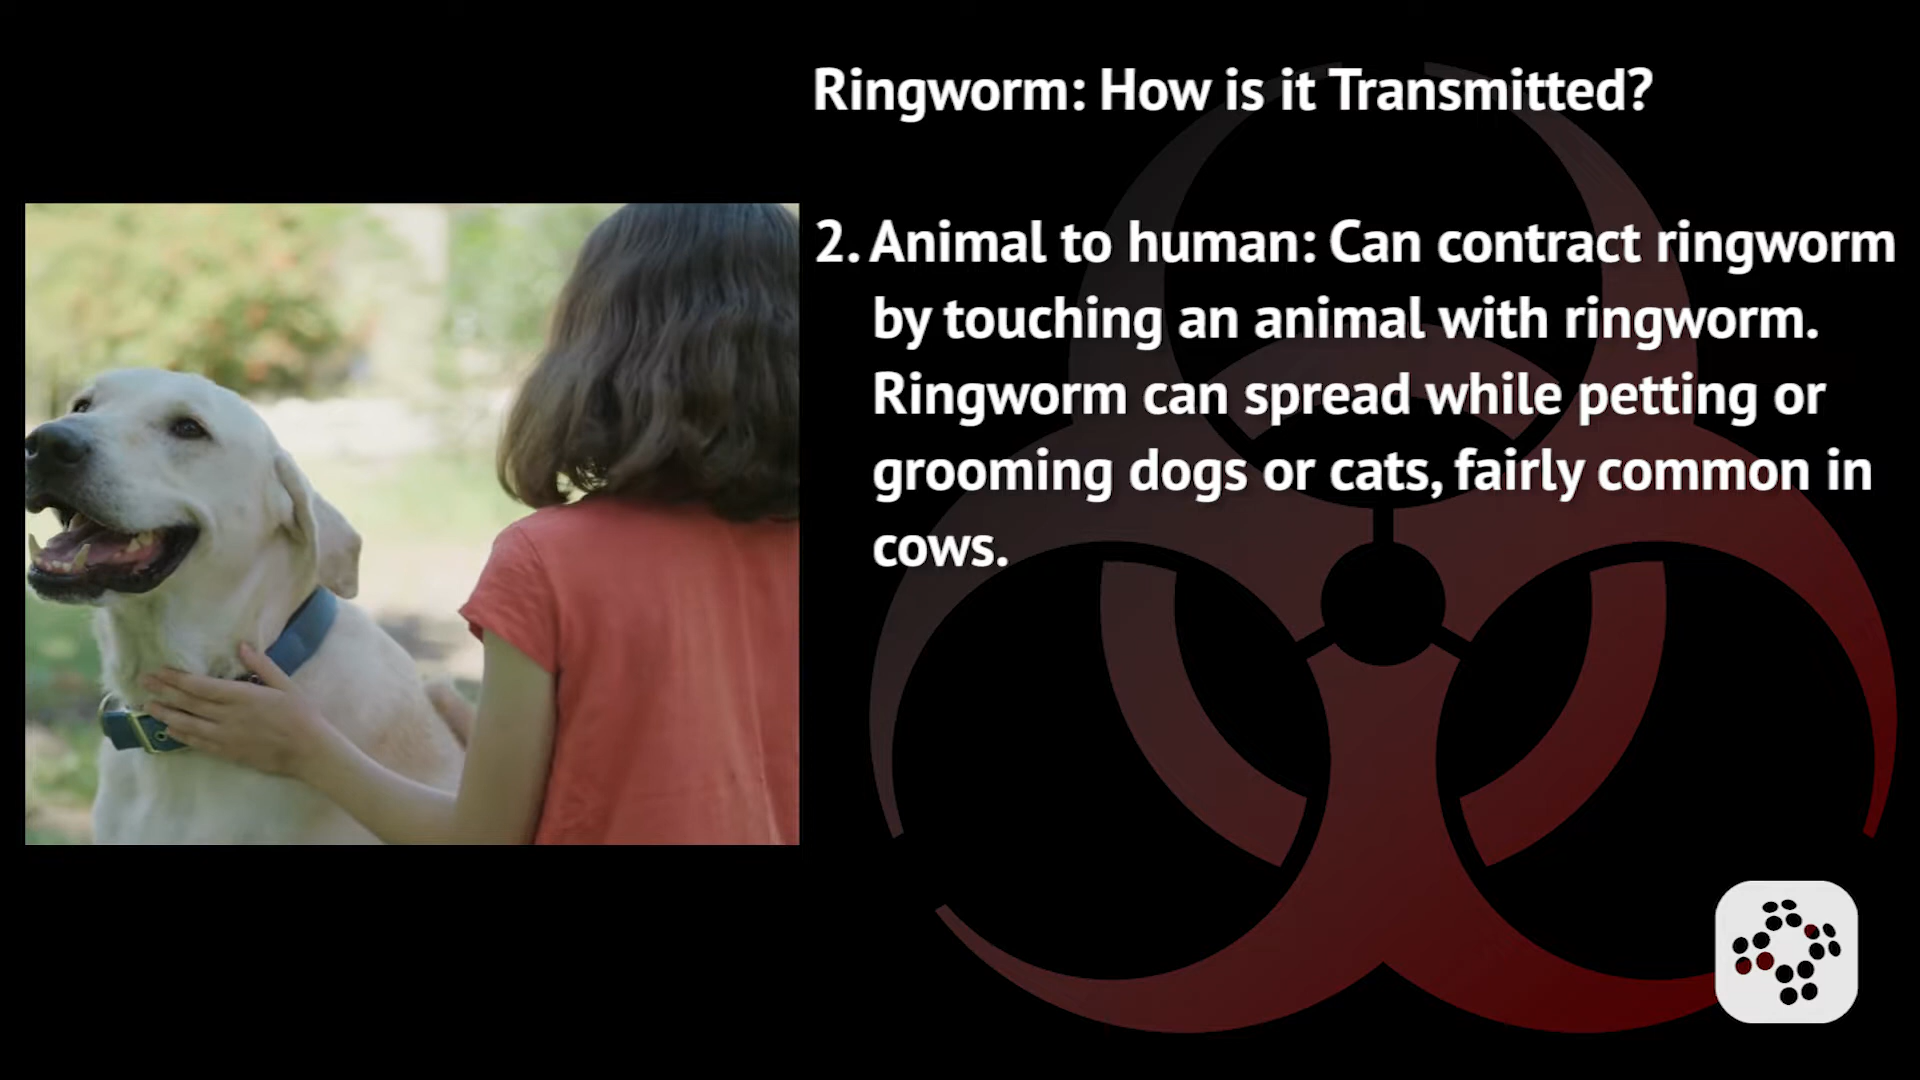 Ringworm: How is it Transmitted?
2. Animal to human: Can contract ringworm
by touching an animal with ringworm.
Ringworm can spread while petting or
grooming dogs or cats, fairly common in
cows.